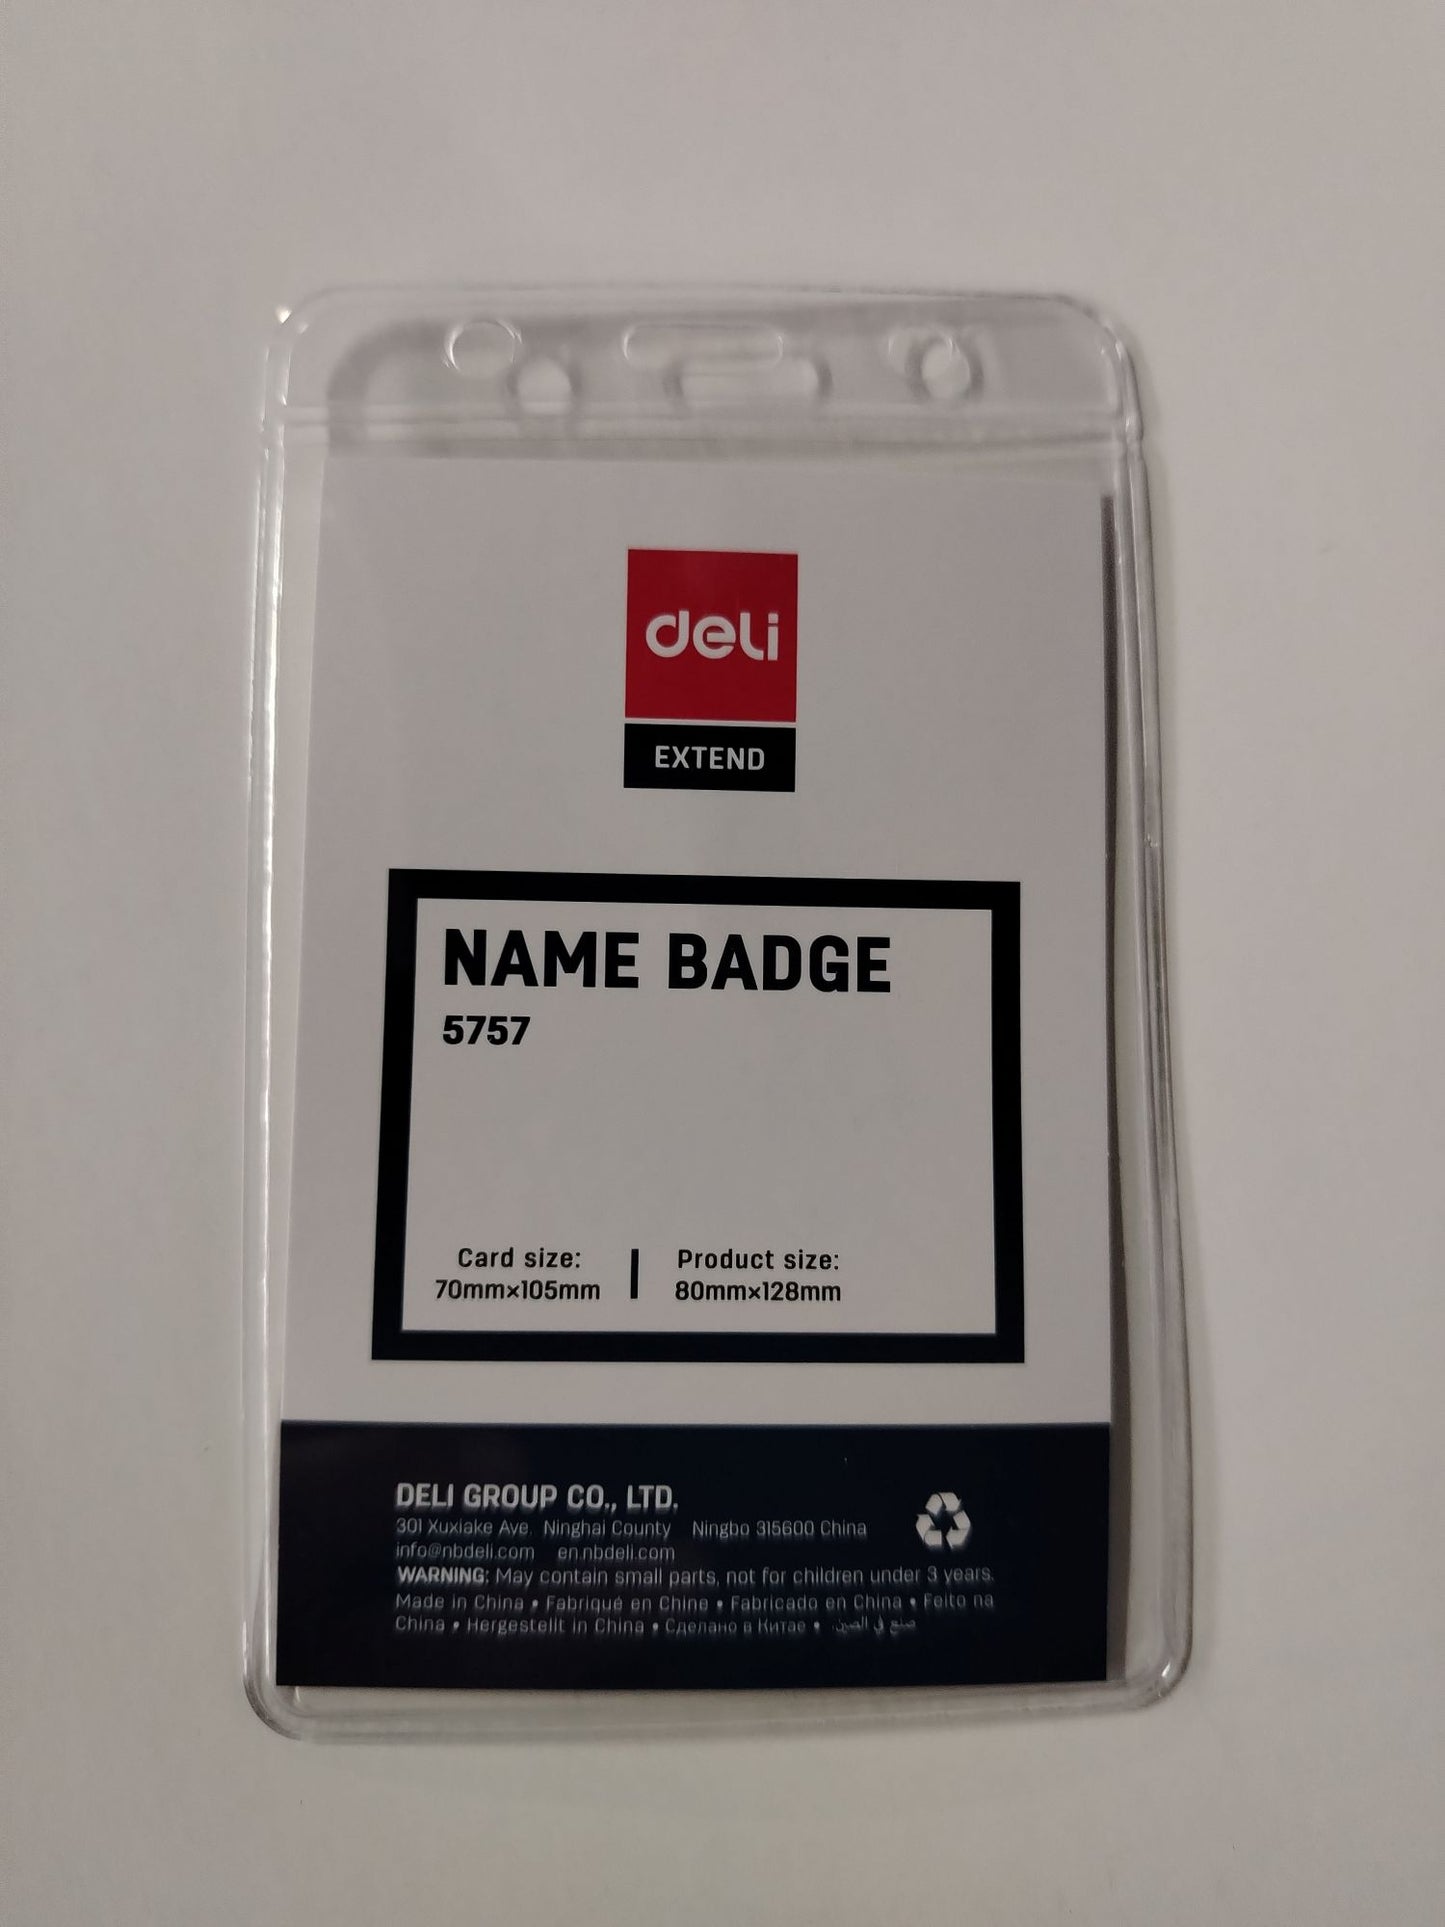 deli
EXTEND
NAME BADGE
5757
Card size:
70mm×105mm
Product size:
80mm×128mm
DELI GROUP CO., LTD.
301 Xuxiake Ave. Ninghai County Ningbo 315600 China
info@nbdeli.com en.nbdeli.com
WARNING: May contain small parts, not for children under 3 years.
Made in China • Fabriqué en Chine • Fabricado en China • Feito na
China • Hergestellt in China • Сделано в Китае • صنع في الصين.